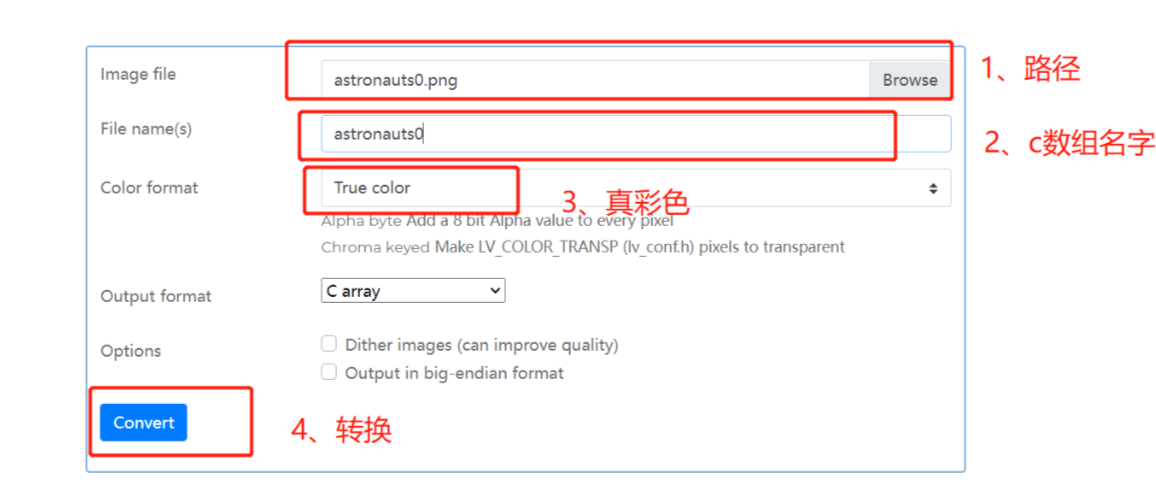 Image file
astronauts0.png
Browse
1、路径
File name(s)
astronauts0
2、c数组名字
Color format
True color
3、真彩色
Alpha byte Add a 8 bit Alpha value to every pixel
Chroma keyed Make LV_COLOR_TRANSP (lv_conf.h) pixels to transparent
Output format
C array
Options
Dither images (can improve quality)
Output in big-endian format
Convert
4、转换